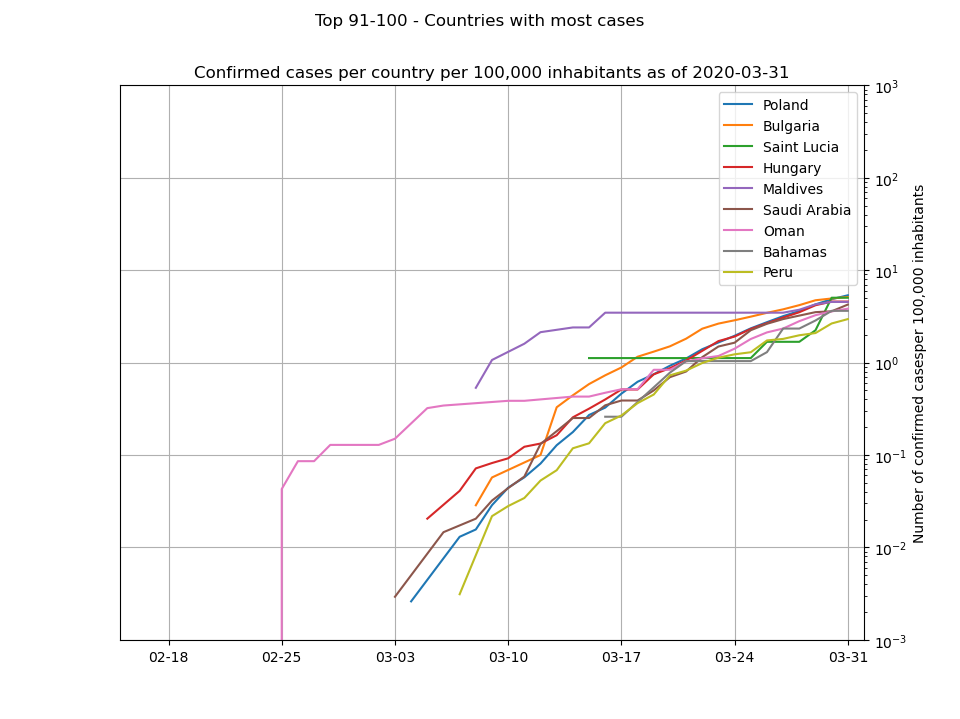 Top 91-100 - Countries with most cases
Confirmed cases per country per 100,000 inhabitants as of 2020-03-31
Poland
Bulgaria
Saint Lucia
Hungary
Maldives
Saudi Arabia
Oman
Bahamas
Peru
10³
10²
10¹
10⁰
10⁻¹
10⁻²
10⁻³
Number of confirmed casesper 100,000 inhabitants
02-18
02-25
03-03
03-10
03-17
03-24
03-31